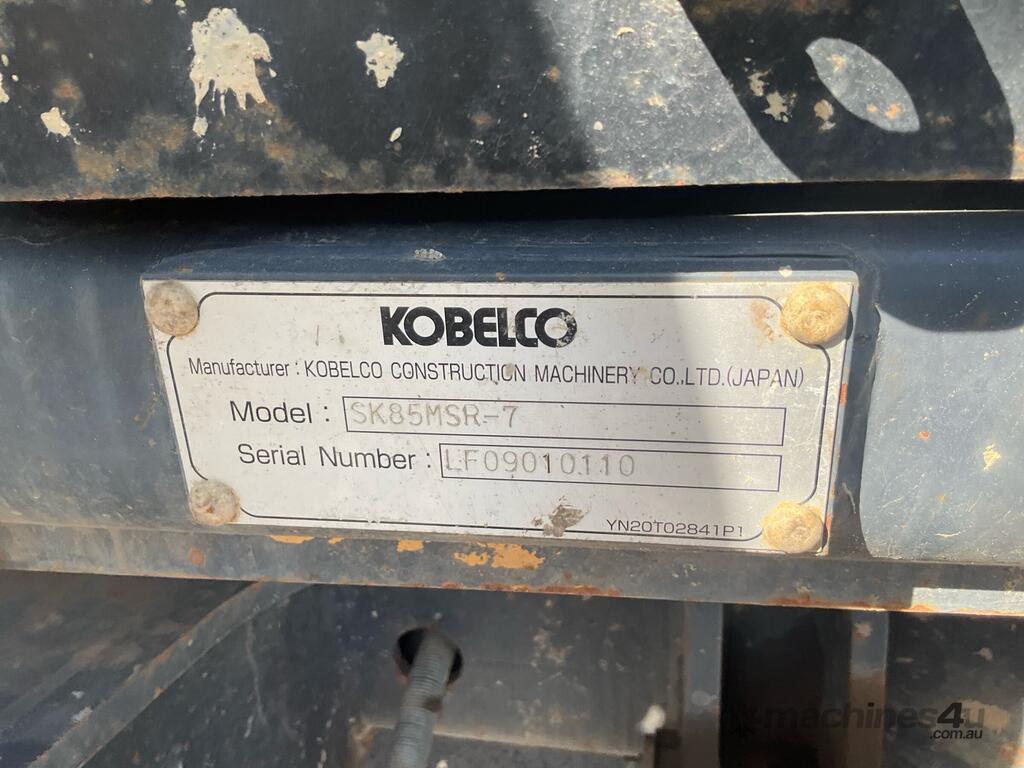 KOBELCO
Manufacturer : KOBELCO CONSTRUCTION MACHINERY CO.,LTD.(JAPAN)
Model : SK85MSR-7
Serial Number : LF09010110
YN20T02841P1
machines4u
.com.au